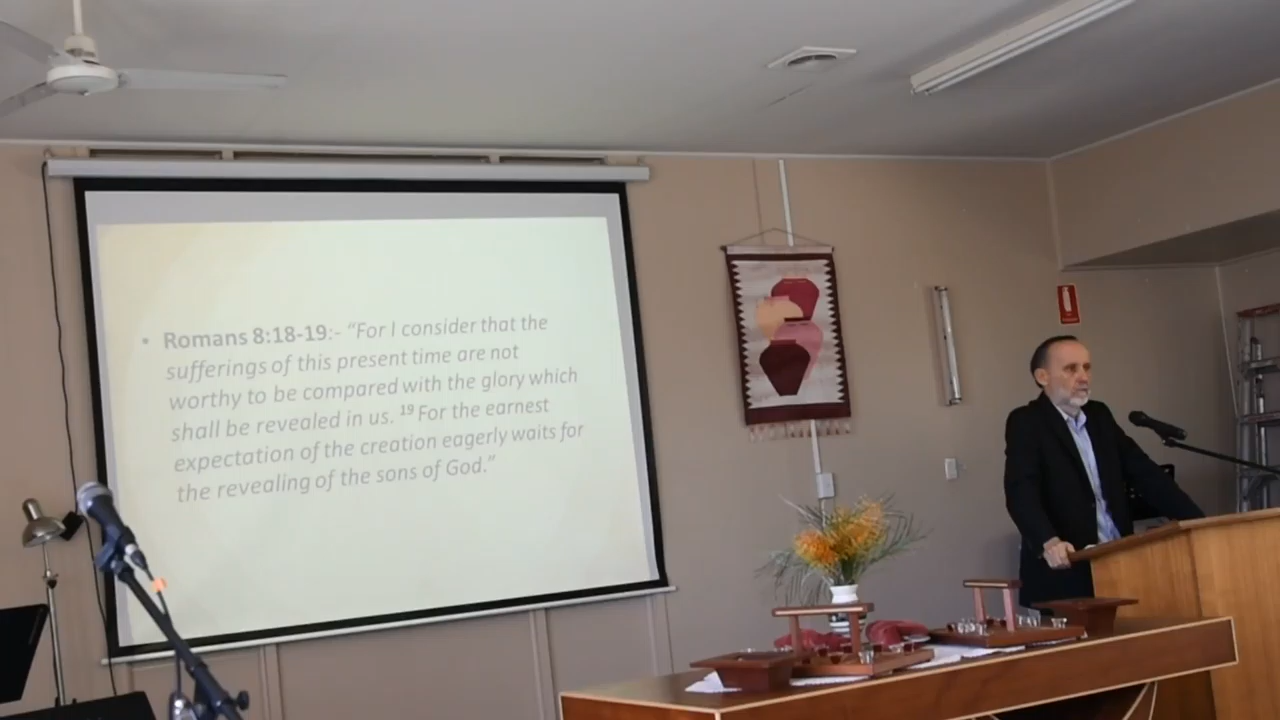 • Romans 8:18-19:- “For I consider that the
sufferings of this present time are not
worthy to be compared with the glory which
shall be revealed in us. ¹⁹ For the earnest
expectation of the creation eagerly waits for
the revealing of the sons of God.”